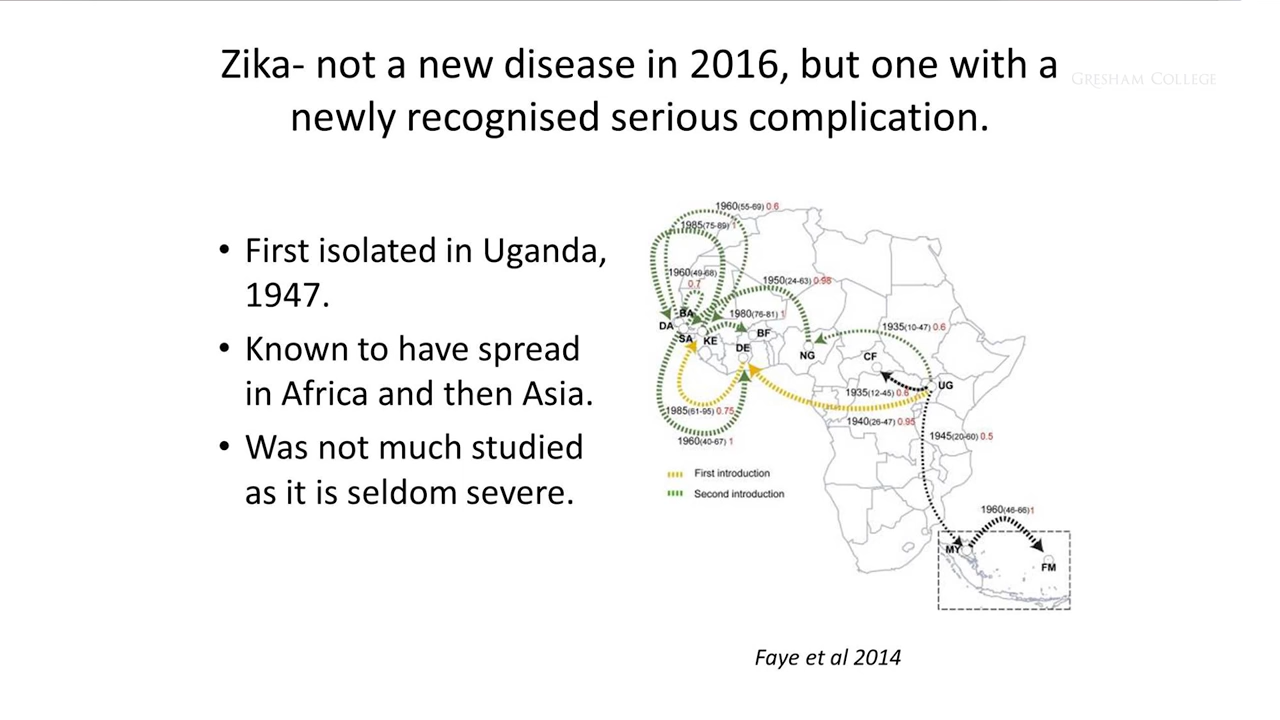 Zika- not a new disease in 2016, but one with a
newly recognised serious complication.
GRESHAM COLLEGE
• First isolated in Uganda,
1947.
• Known to have spread
in Africa and then Asia.
• Was not much studied
as it is seldom severe.
1960(55-69) 0.6
1985(75-89) 1
1960(49-68)
0.7
1950(24-63) 0.98
1980(76-81) 1
1935(10-47) 0.6
BA
DA
SA
KE
BF
DE
NG
CF
UG
1935(12-45) 0.6
1985(61-95) 0.75
1940(26-47) 0.95
1960(40-67) 1
1945(20-60) 0.5
First introduction
Second introduction
1960(46-66)1
MY
FM
Faye et al 2014